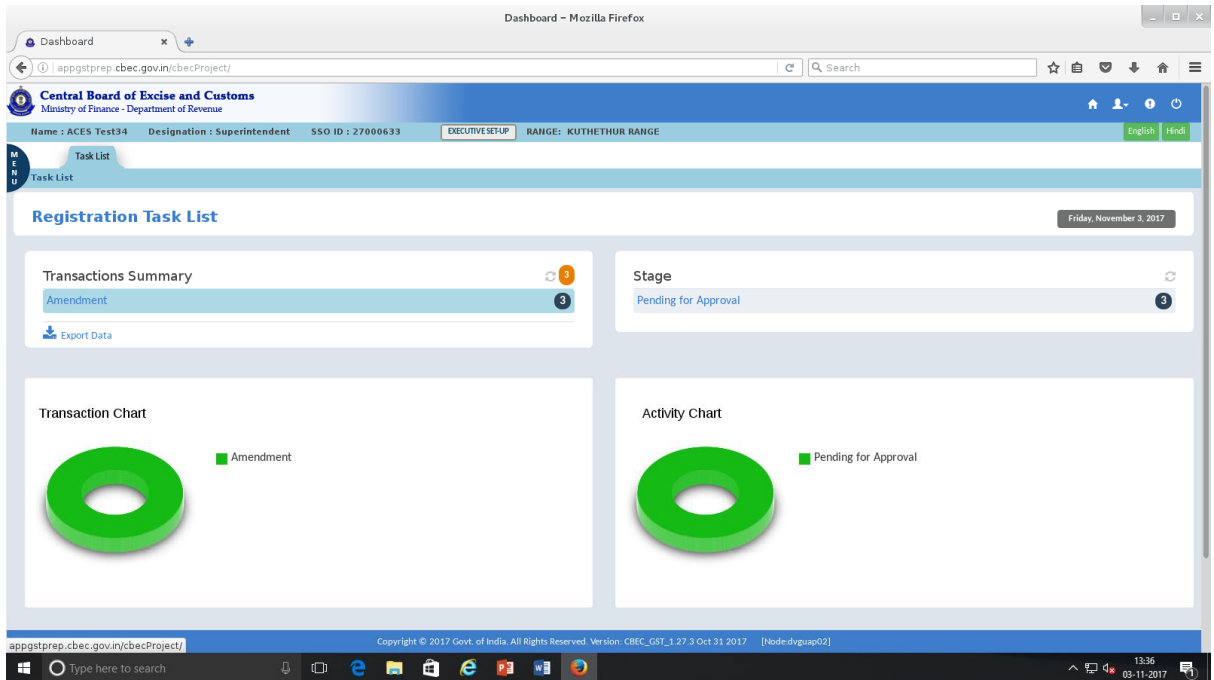 Dashboard - Mozilla Firefox
Dashboard
appgstprep.cbec.gov.in/cbecProject/
Search
Central Board of Excise and Customs
Ministry of Finance - Department of Revenue
Name : ACES Test34 Designation : Superintendent SSO ID : 27000633 EXECUTIVE SET-UP RANGE: KUTHETHUR RANGE English Hindi
MENU
Task List
Task List
Registration Task List
Friday, November 3, 2017
Transactions Summary 3
Amendment 3
Export Data
Stage
Pending for Approval 3
Transaction Chart
Amendment
Activity Chart
Pending for Approval
appgstprep.cbec.gov.in/cbecProject/
Copyright © 2017 Govt. of India. All Rights Reserved. Version: CBEC_GST_1.27.3 Oct 31 2017 [Node:dvguap02]
Type here to search
13:36
03-11-2017
1